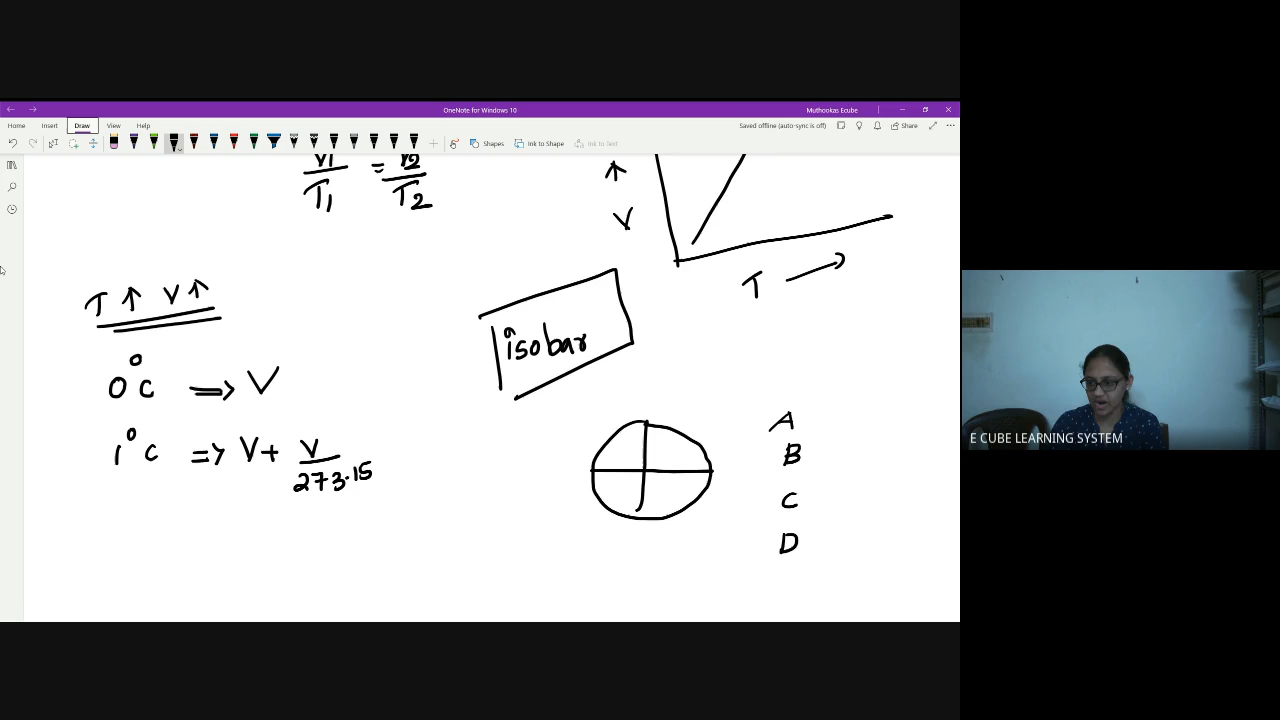 OneNote for Windows 10
Muthookas Ecube
Home Insert Draw View Help
Saved offline (auto-sync is off)
Share
Shapes Ink to Shape Ink to Text
V1/T1 = V2/T2
↑
V
T →
T ↑ V ↑
isobar
0°C ⇒ V
1°C ⇒ V + V/273.15
A
B
C
D
E CUBE LEARNING SYSTEM